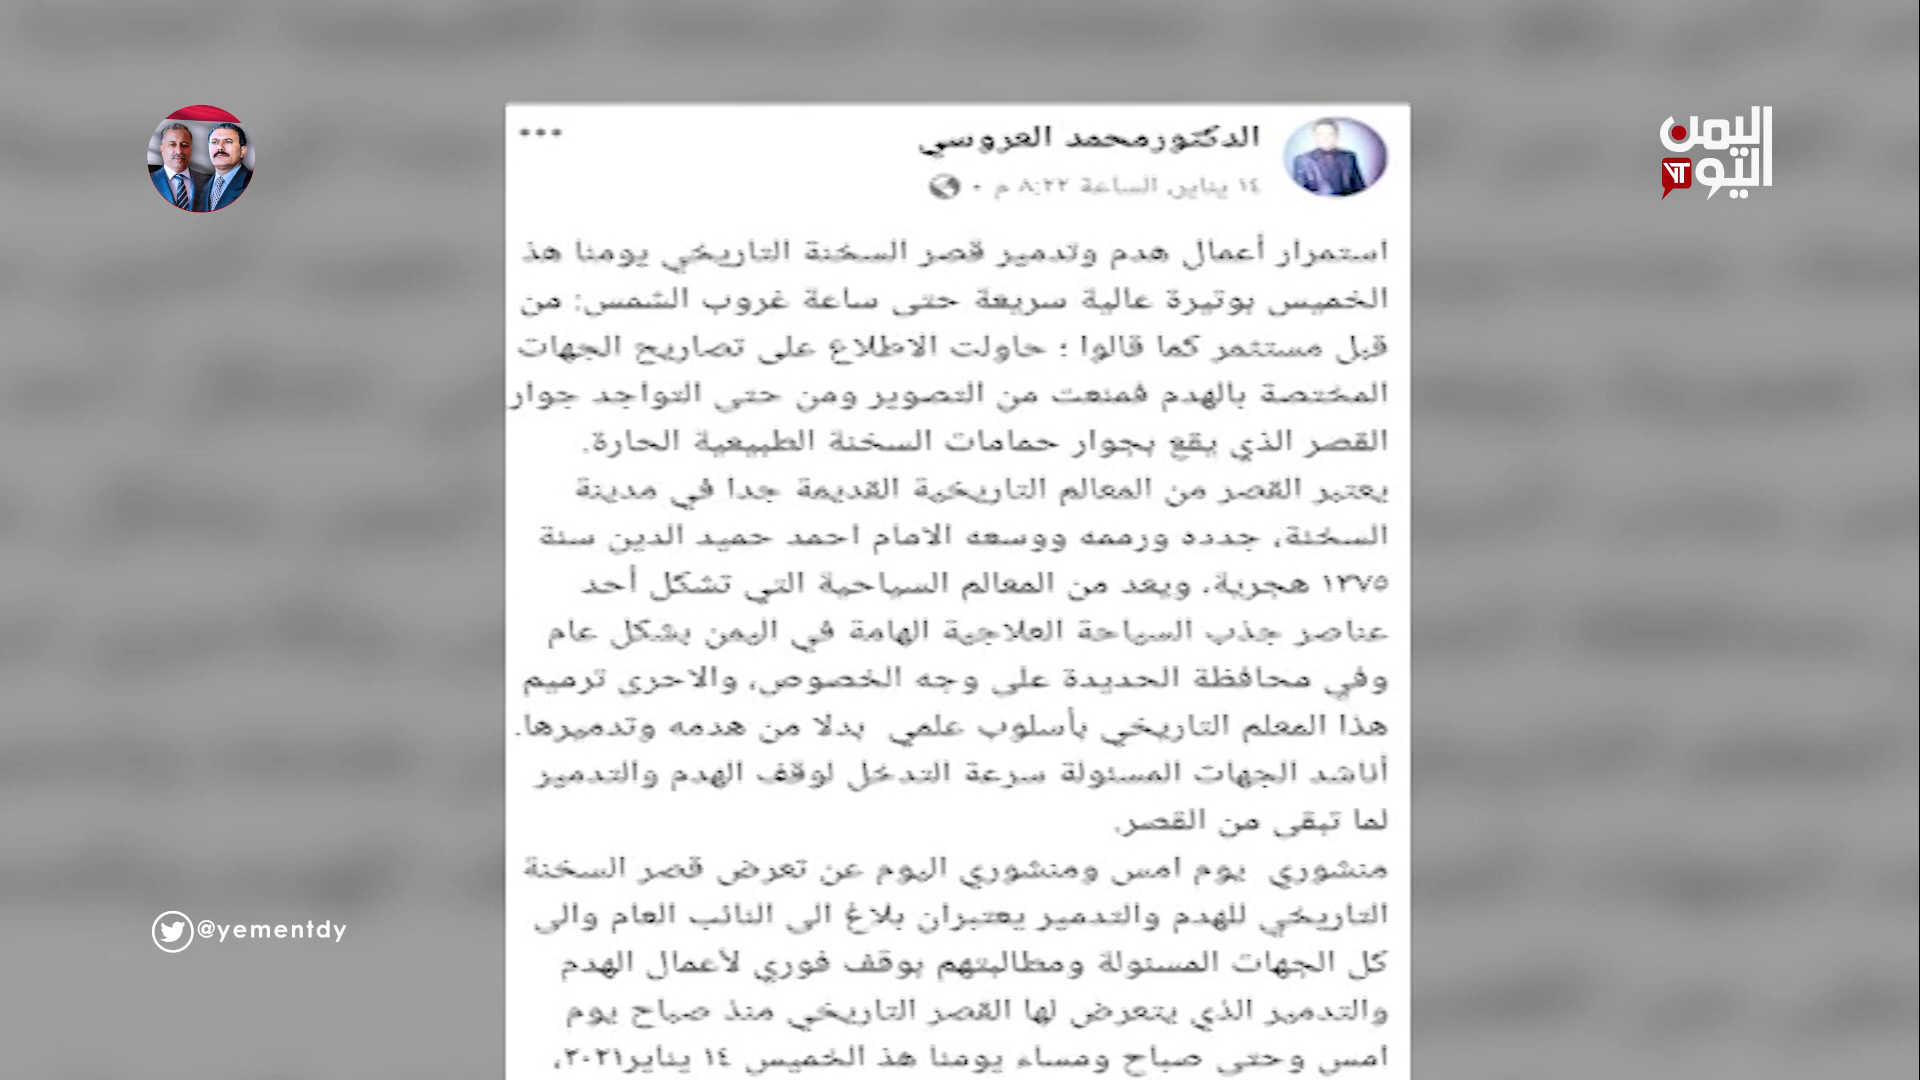 اليمن
اليوم
YT
الدكتورمحمد العروسي
١٤ يناير، الساعة ٨:٢٢ م
استمرار أعمال هدم وتدمير قصر السخنة التاريخي يومنا هذ
الخميس بوتيرة عالية سريعة حتى ساعة غروب الشمس: من
قبل مستثمر كما قالوا ؛ حاولت الاطلاع على تصاريح الجهات
المختصة بالهدم فمنعت من التصوير ومن حتى التواجد جوار
القصر الذي يقع بجوار حمامات السخنة الطبيعية الحارة.
يعتبر القصر من المعالم التاريخية القديمة جدا في مدينة
السخنة، جدده ورممه ووسعه الامام احمد حميد الدين سنة
١٣٧٥ هجرية. ويعد من المعالم السياحية التي تشكل أحد
عناصر جذب السياحة العلاجية الهامة في اليمن بشكل عام
وفي محافظة الحديدة على وجه الخصوص، والاحرى ترميم
هذا المعلم التاريخي بأسلوب علمي بدلا من هدمه وتدميرها.
أناشد الجهات المسئولة سرعة التدخل لوقف الهدم والتدمير
لما تبقى من القصر.
منشوري يوم امس ومنشوري اليوم عن تعرض قصر السخنة
التاريخي للهدم والتدمير يعتبران بلاغ الى النائب العام والى
كل الجهات المسئولة ومطالبتهم بوقف فوري لأعمال الهدم
والتدمير الذي يتعرض لها القصر التاريخي منذ صباح يوم
امس وحتى صباح ومساء يومنا هذ الخميس ١٤ يناير٢٠٢١،
@yementdy